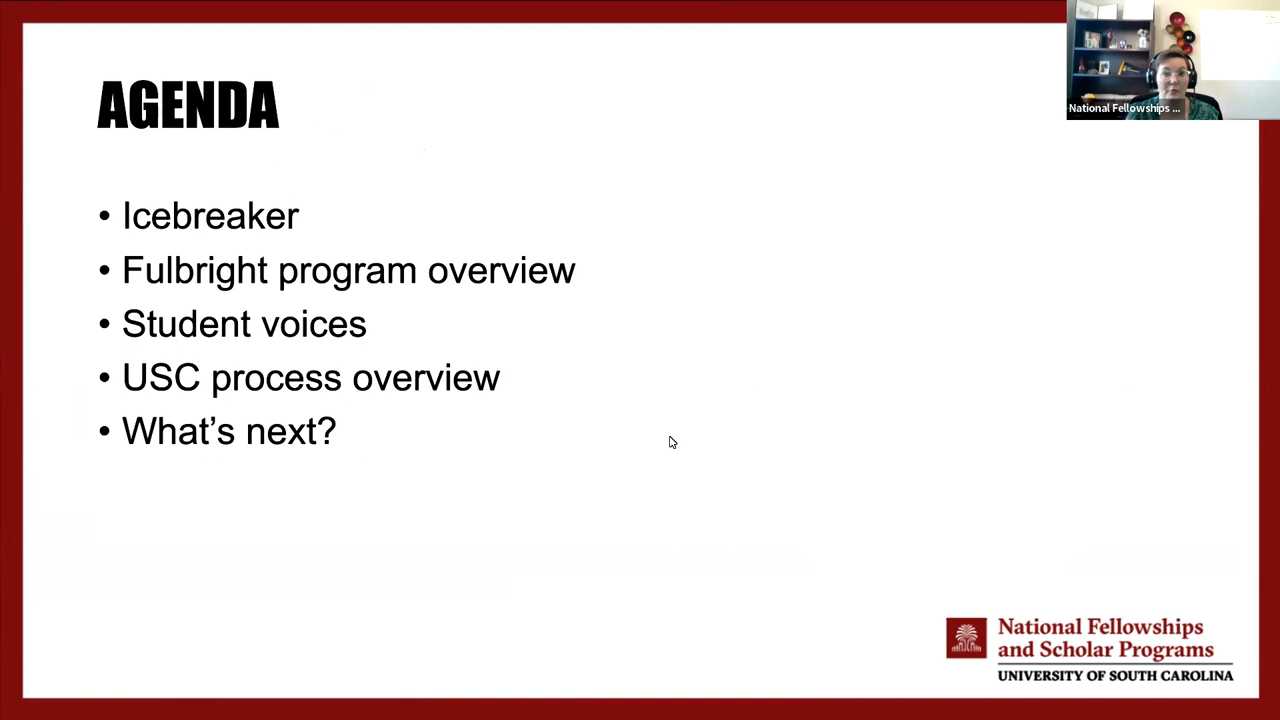 AGENDA
• Icebreaker
• Fulbright program overview
• Student voices
• USC process overview
• What’s next?
National Fellowships ...
National Fellowships
and Scholar Programs
UNIVERSITY OF SOUTH CAROLINA